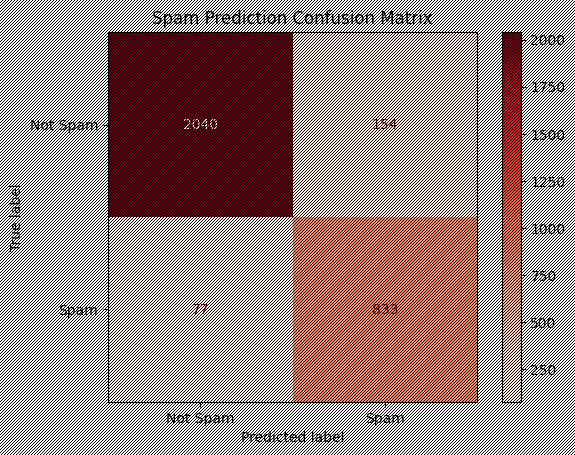 Spam Prediction Confusion Matrix
2000
1750
1500
1250
1000
750
500
250
True label
Not Spam
2040
154
Spam
77
833
Not Spam
Spam
Predicted label